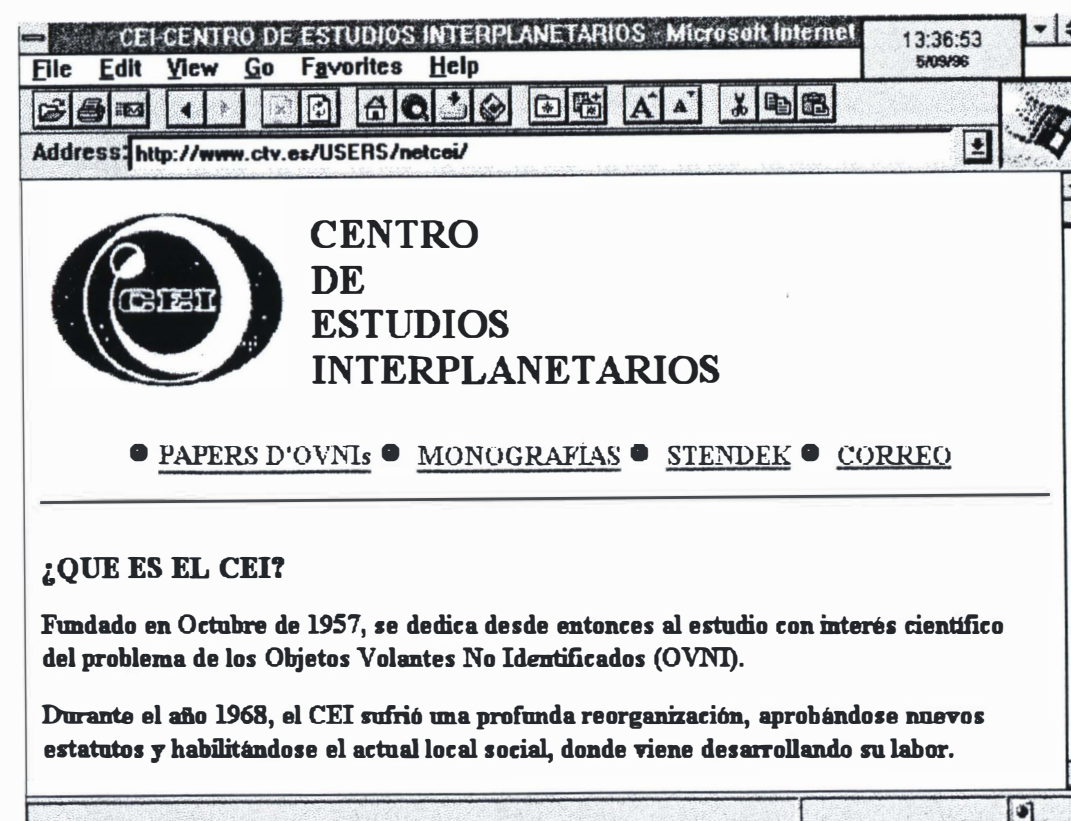 CEI-CENTRO DE ESTUDIOS INTERPLANETARIOS - Microsoft Internet
13:36:53
5/09/96
File Edit View Go Favorites Help
Address: http://www.ctv.es/USERS/netcei/
CEI
CENTRO
DE
ESTUDIOS
INTERPLANETARIOS
PAPERS D'OVNIs MONOGRAFÍAS STENDEK CORREO
¿QUE ES EL CEI?
Fundado en Octubre de 1957, se dedica desde entonces al estudio con interés científico
del problema de los Objetos Volantes No Identificados (OVNI).
Durante el año 1968, el CEI sufrió una profunda reorganización, aprobándose nuevos
estatutos y habilitándose el actual local social, donde viene desarrollando su labor.